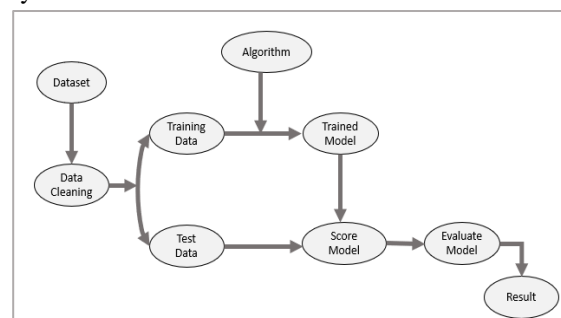 y
Algorithm
Dataset
Training
Data
Trained
Model
Data
Cleaning
Test
Data
Score
Model
Evaluate
Model
Result